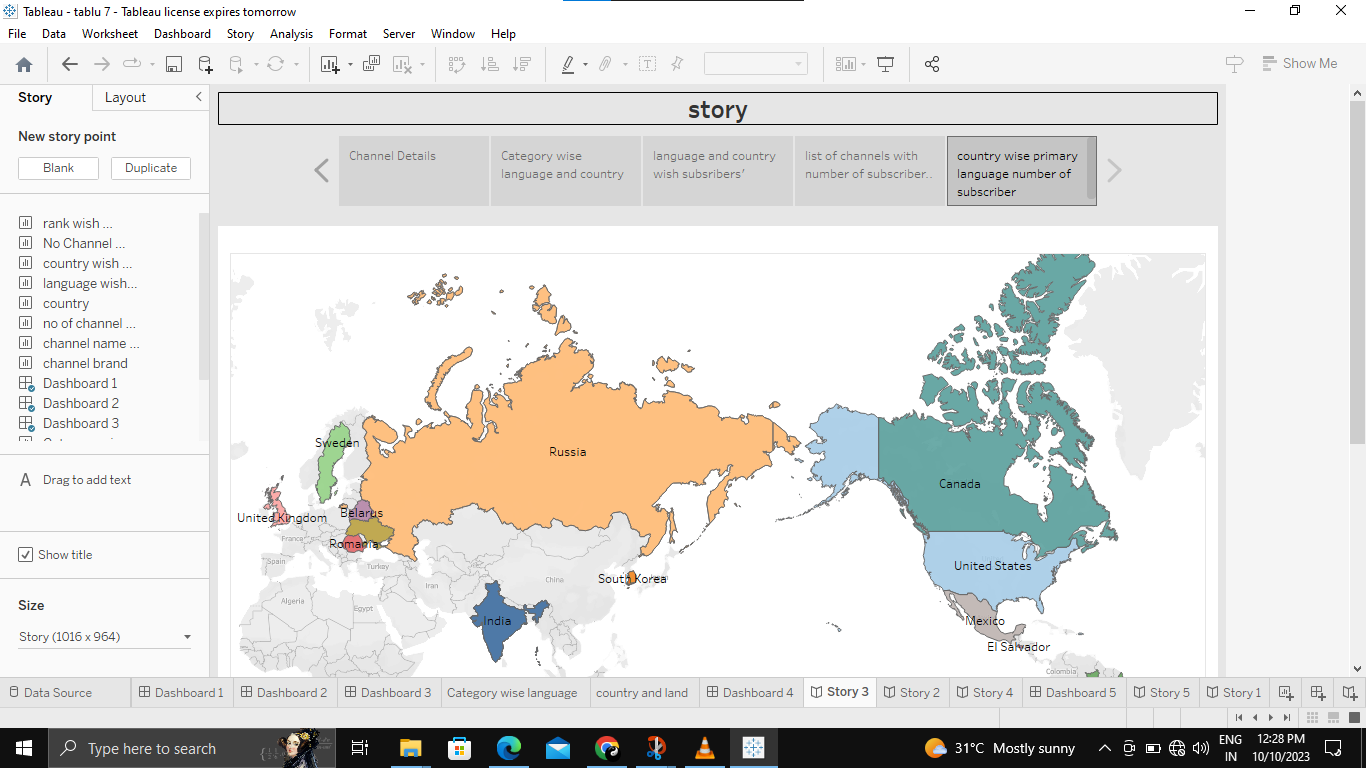 Tableau - tablu 7 - Tableau license expires tomorrow
File Data Worksheet Dashboard Story Analysis Format Server Window Help
Show Me
Story Layout
New story point
Blank Duplicate
rank wish ...
No Channel ...
country wish ...
language wish...
country
no of channel ...
channel name ...
channel brand
Dashboard 1
Dashboard 2
Dashboard 3
A Drag to add text
Show title
Size
Story (1016 x 964)
story
Channel Details
Category wise
language and country
language and country
wish subsribers'
list of channels with
number of subscriber..
country wise primary
language number of
subscriber
Russia
Sweden
Canada
United Kingdom
Belarus
France
Romania
Spain
Turkey
United States
Iran
China
South Korea
Algeria
Egypt
India
Mexico
El Salvador
Colombia
Data Source Dashboard 1 Dashboard 2 Dashboard 3 Category wise language country and land Dashboard 4 Story 3 Story 2 Story 4 Dashboard 5 Story 5 Story 1
Type here to search
31°C Mostly sunny
ENG
IN
12:28 PM
10/10/2023